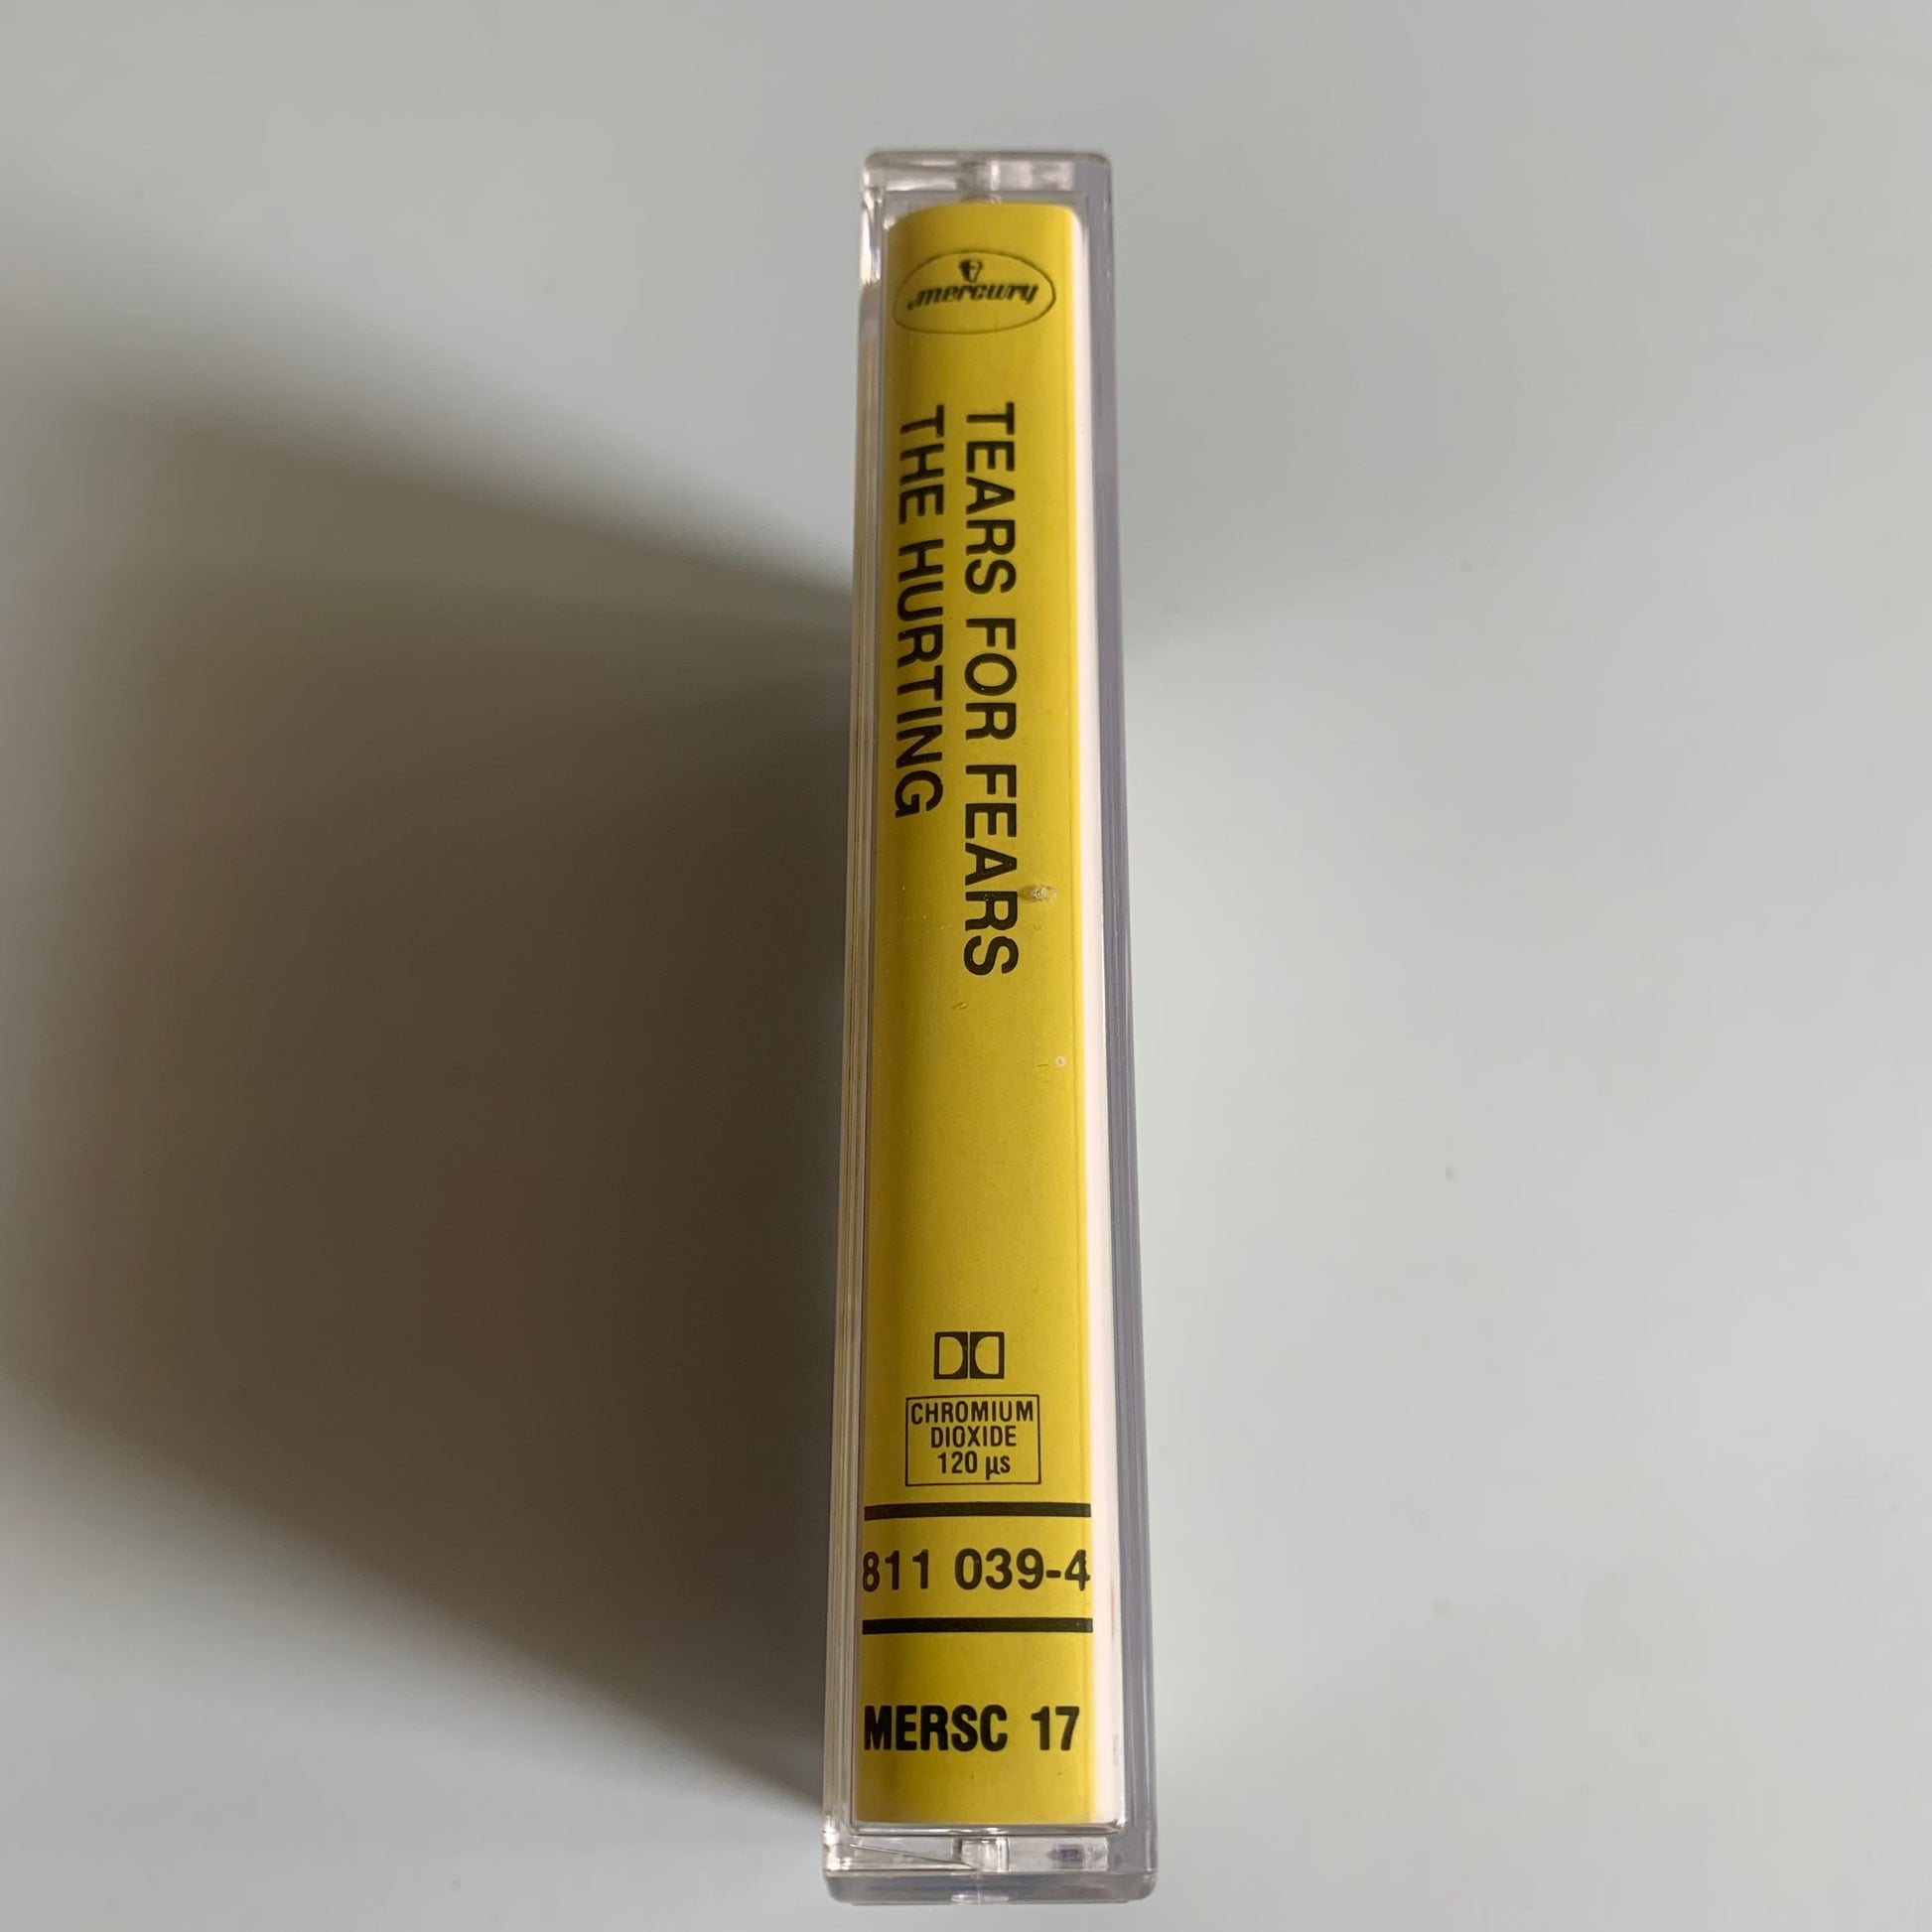 mercury
TEARS FOR FEARS
THE HURTING
CHROMIUM
DIOXIDE
120 µs
811 039-4
MERSC 17